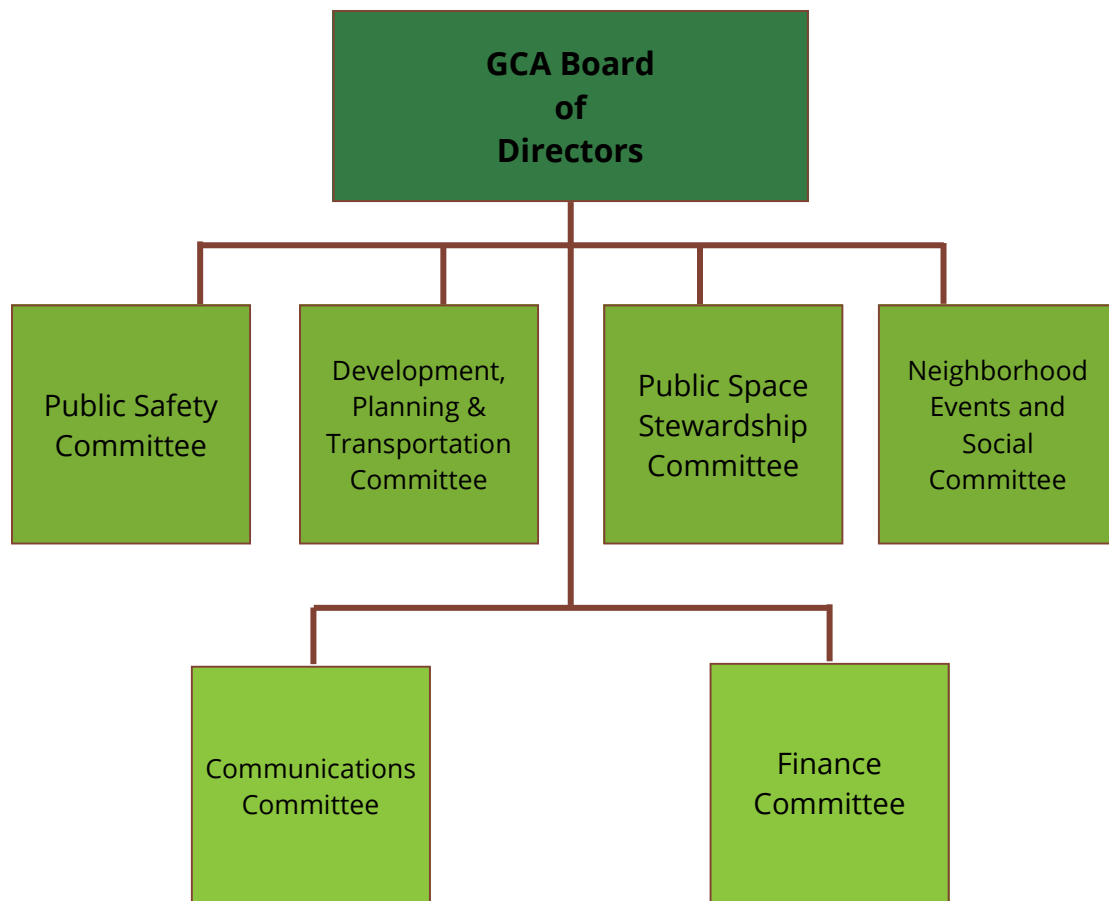 GCA Board
of
Directors
Public Safety
Committee
Development,
Planning &
Transportation
Committee
Public Space
Stewardship
Committee
Neighborhood
Events and
Social
Committee
Communications
Committee
Finance
Committee